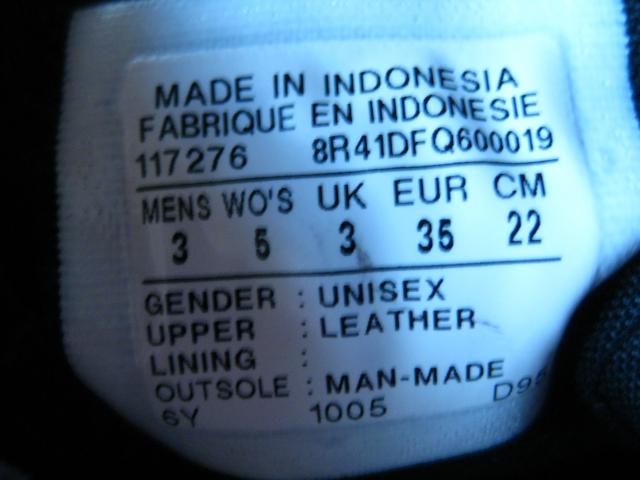 MADE IN INDONESIA
FABRIQUE EN INDONESIE
117276 8R41DFQ600019
MENS WO'S UK EUR CM
3 5 3 35 22
GENDER : UNISEX
UPPER : LEATHER
LINING :
OUTSOLE : MAN-MADE
6Y 1005